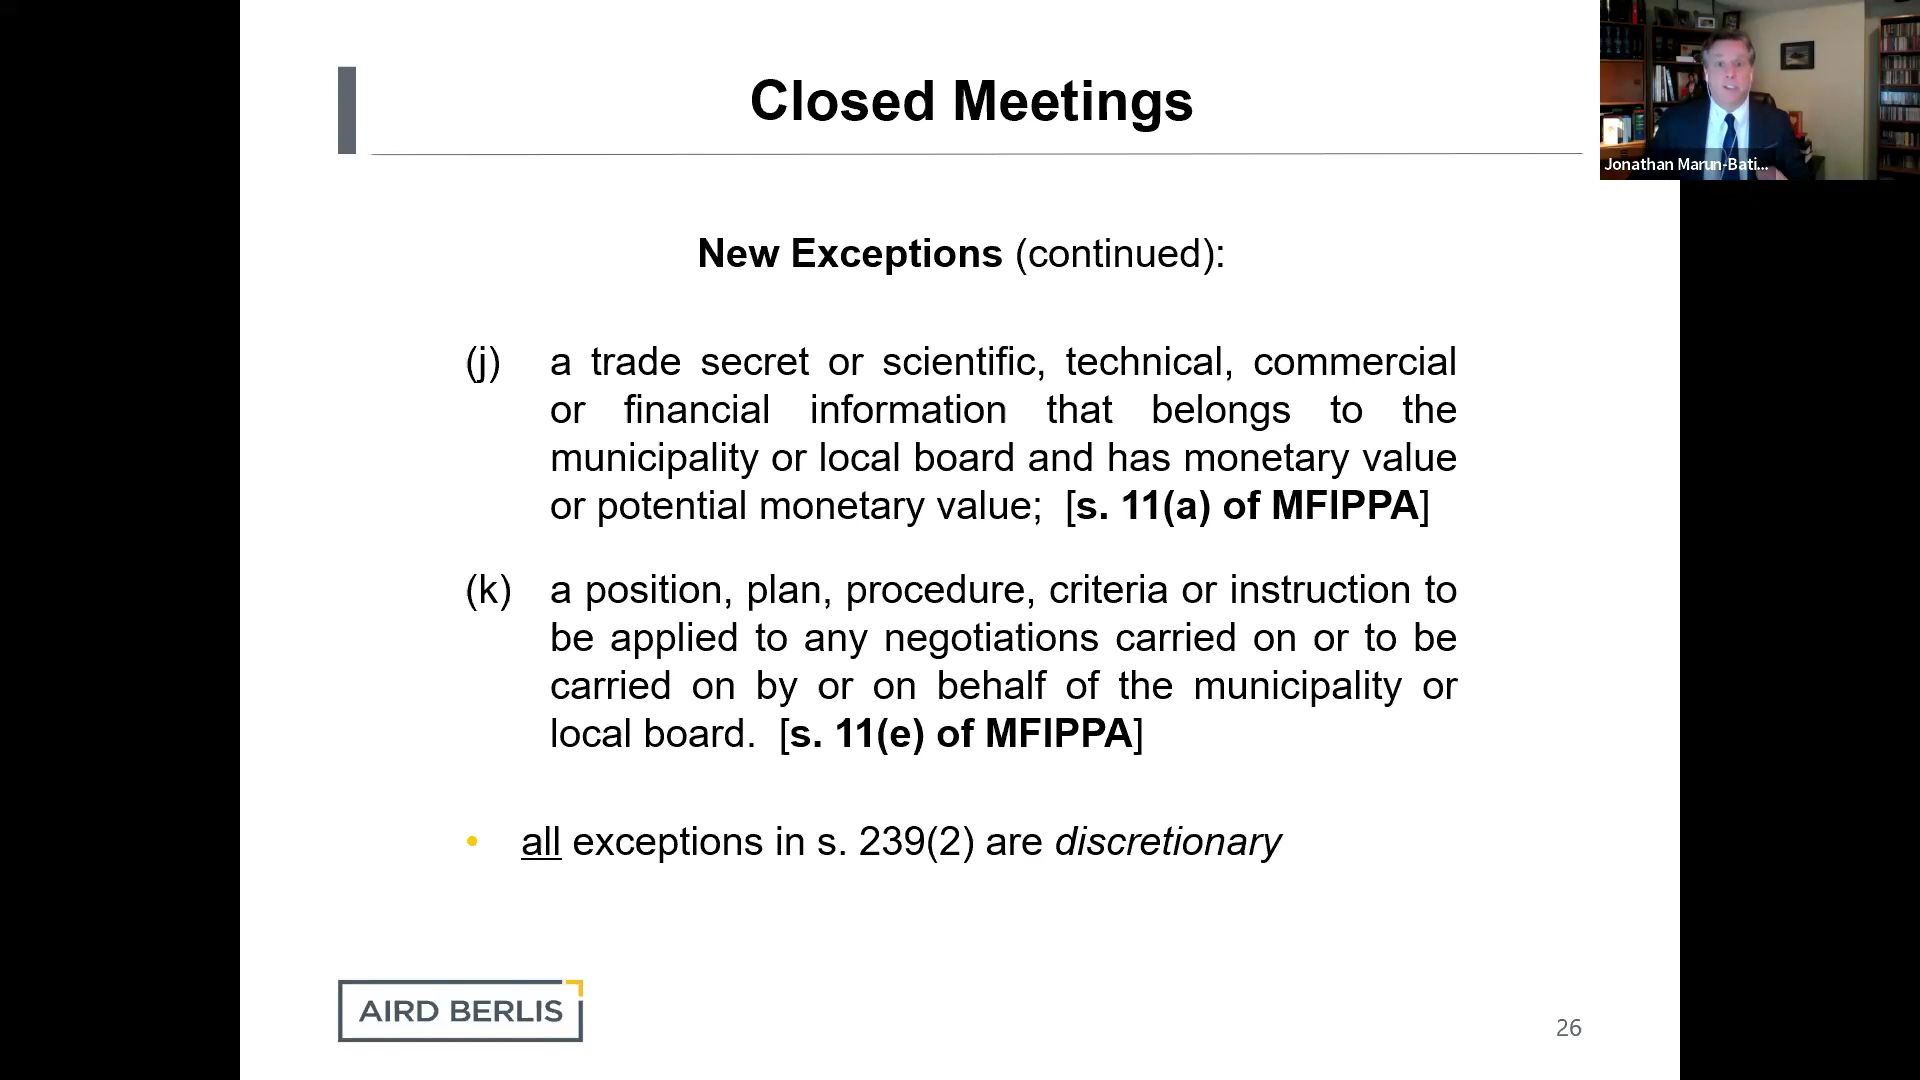 Closed Meetings
Jonathan Marun-Bati...
New Exceptions (continued):
(j) a trade secret or scientific, technical, commercial
or financial information that belongs to the
municipality or local board and has monetary value
or potential monetary value; [s. 11(a) of MFIPPA]
(k) a position, plan, procedure, criteria or instruction to
be applied to any negotiations carried on or to be
carried on by or on behalf of the municipality or
local board. [s. 11(e) of MFIPPA]
• all exceptions in s. 239(2) are discretionary
AIRD BERLIS
26